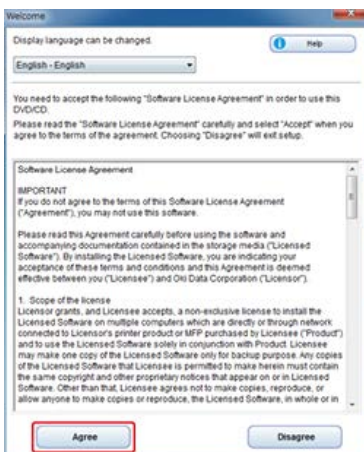 Welcome
Display language can be changed.
Help
English - English
You need to accept the following "Software License Agreement" in order to use this
DVD/CD.
Please read the "Software License Agreement" carefully and select "Accept" when you
agree to the terms of the agreement. Choosing "Disagree" will exit setup.
Software License Agreement
IMPORTANT
If you do not agree to the terms of this Software License Agreement
("Agreement"), you may not use this software.
Please read this Agreement carefully before using the software and
accompanying documentation contained in the storage media ("Licensed
Software"). By installing the Licensed Software, you are indicating your
acceptance of these terms and conditions and this Agreement is deemed
effective between you ("Licensee") and Oki Data Corporation ("Licensor").
1. Scope of the license
Licensor grants, and Licensee accepts, a non-exclusive license to install the
Licensed Software on multiple computers which are directly or through network
connected to Licensor's printer product or MFP purchased by Licensee ("Product")
and to use the Licensed Software solely in conjunction with Product. Licensee
may make one copy of the Licensed Software only for backup purpose. Any copies
of the Licensed Software that Licensee is permitted to make herein must contain
the same copyright and other proprietary notices that appear on or in Licensed
Software. Other than that, Licensee agrees not to make copies, reproduce, or
allow anyone to make copies or reproduce, the Licensed Software, in whole or in
Agree
Disagree